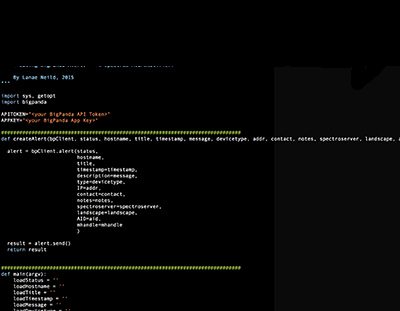 By Lanae Neild, 2015
"""
import sys, getopt
import bigpanda
APITOKEN="<your BigPanda API Token>"
APPKEY="<your BigPanda App Key>"
################################################################################
def createAlert(bpClient, status, hostname, title, timestamp, message, devicetype, addr, contact, notes, spectroserver, landscape, a
alert = bpClient.alert(status,
hostname,
title,
timestamp=timestamp,
description=message,
type=devicetype,
IP=addr,
contact=contact,
notes=notes,
spectroserver=spectroserver,
landscape=landscape,
AID=aid,
mhandle=mhandle
)
result = alert.send()
return result
################################################################################
def main(argv):
loadStatus = ''
loadHostname = ''
loadTitle = ''
loadTimestamp = ''
loadMessage = ''